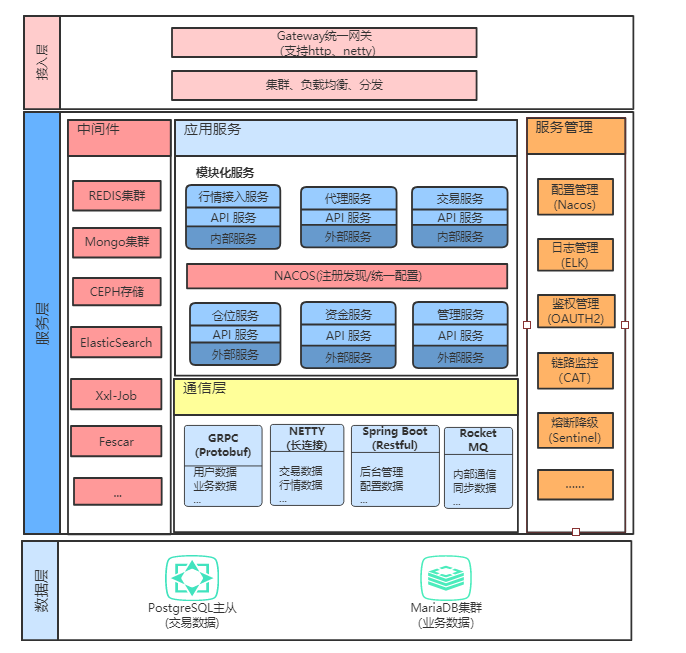 接入层
Gateway统一网关
(支持http、netty)
集群、负载均衡、分发
服务层
中间件
REDIS集群
Mongo集群
CEPH存储
ElasticSearch
Xxl-Job
Fescar
...
应用服务
模块化服务
行情接入服务
API 服务
内部服务
代理服务
API 服务
外部服务
交易服务
API 服务
内部服务
NACOS(注册发现/统一配置)
仓位服务
API 服务
外部服务
资金服务
API 服务
外部服务
管理服务
API 服务
外部服务
通信层
GRPC
(Protobuf)
用户数据
业务数据
...
NETTY
(长连接)
交易数据
行情数据
...
Spring Boot
(Restful)
后台管理
配置数据
...
Rocket
MQ
内部通信
同步数据
...
服务管理
配置管理
(Nacos)
日志管理
(ELK)
鉴权管理
(OAUTH2)
链路监控
(CAT)
熔断降级
(Sentinel)
......
数据层
PostgreSQL主从
(交易数据)
MariaDB集群
(业务数据)